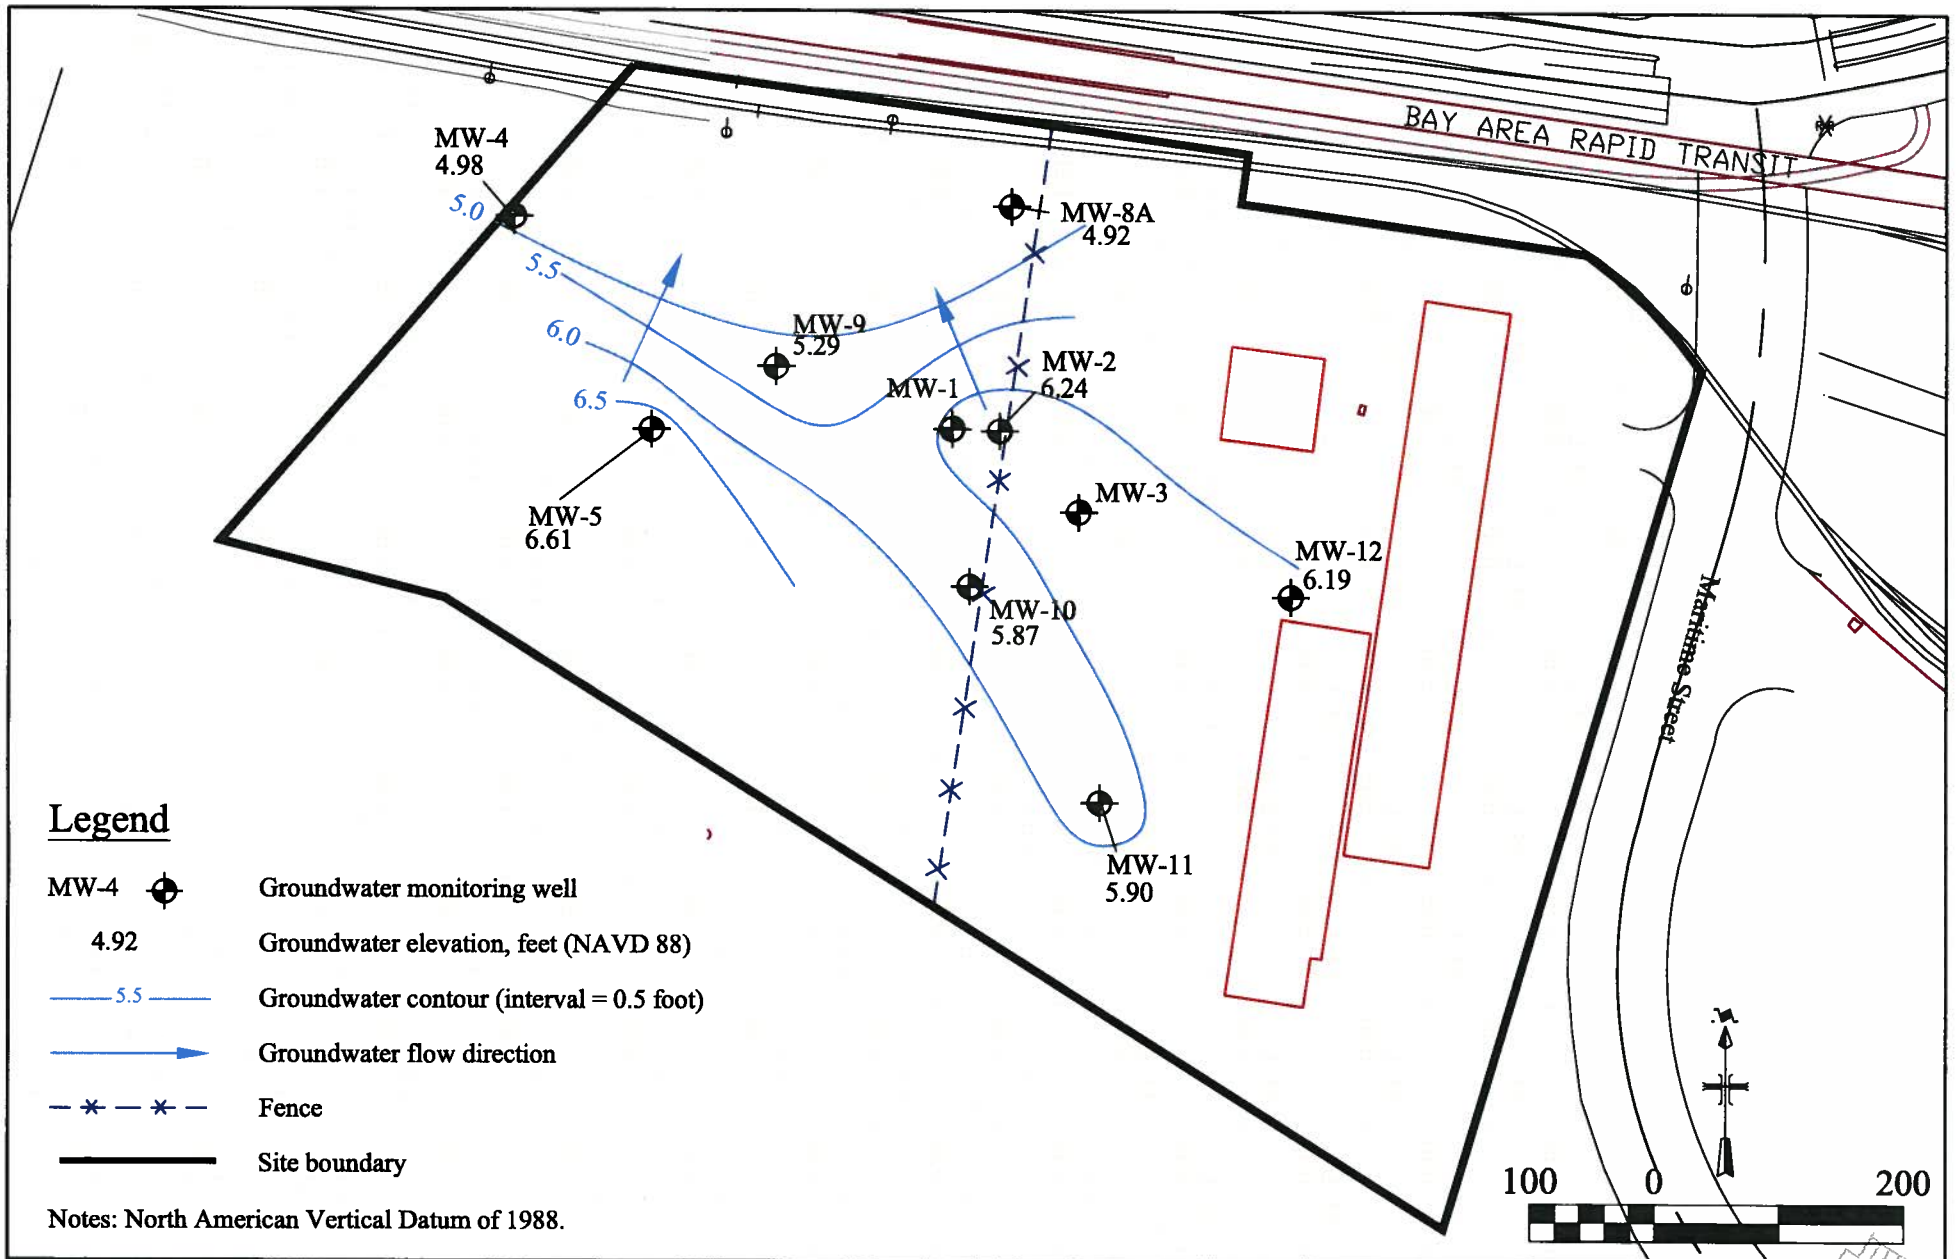 BAY AREA RAPID TRANSIT
MW-4
4.98
5.0
MW-8A
4.92
5.5
MW-9
5.29
6.0
MW-2
6.24
MW-1
6.5
MW-3
MW-5
6.61
MW-12
6.19
MW-10
5.87
Maritime Street
MW-11
5.90
Legend
MW-4 Groundwater monitoring well
4.92 Groundwater elevation, feet (NAVD 88)
5.5 Groundwater contour (interval = 0.5 foot)
Groundwater flow direction
Fence
Site boundary
Notes: North American Vertical Datum of 1988.
100 0 200